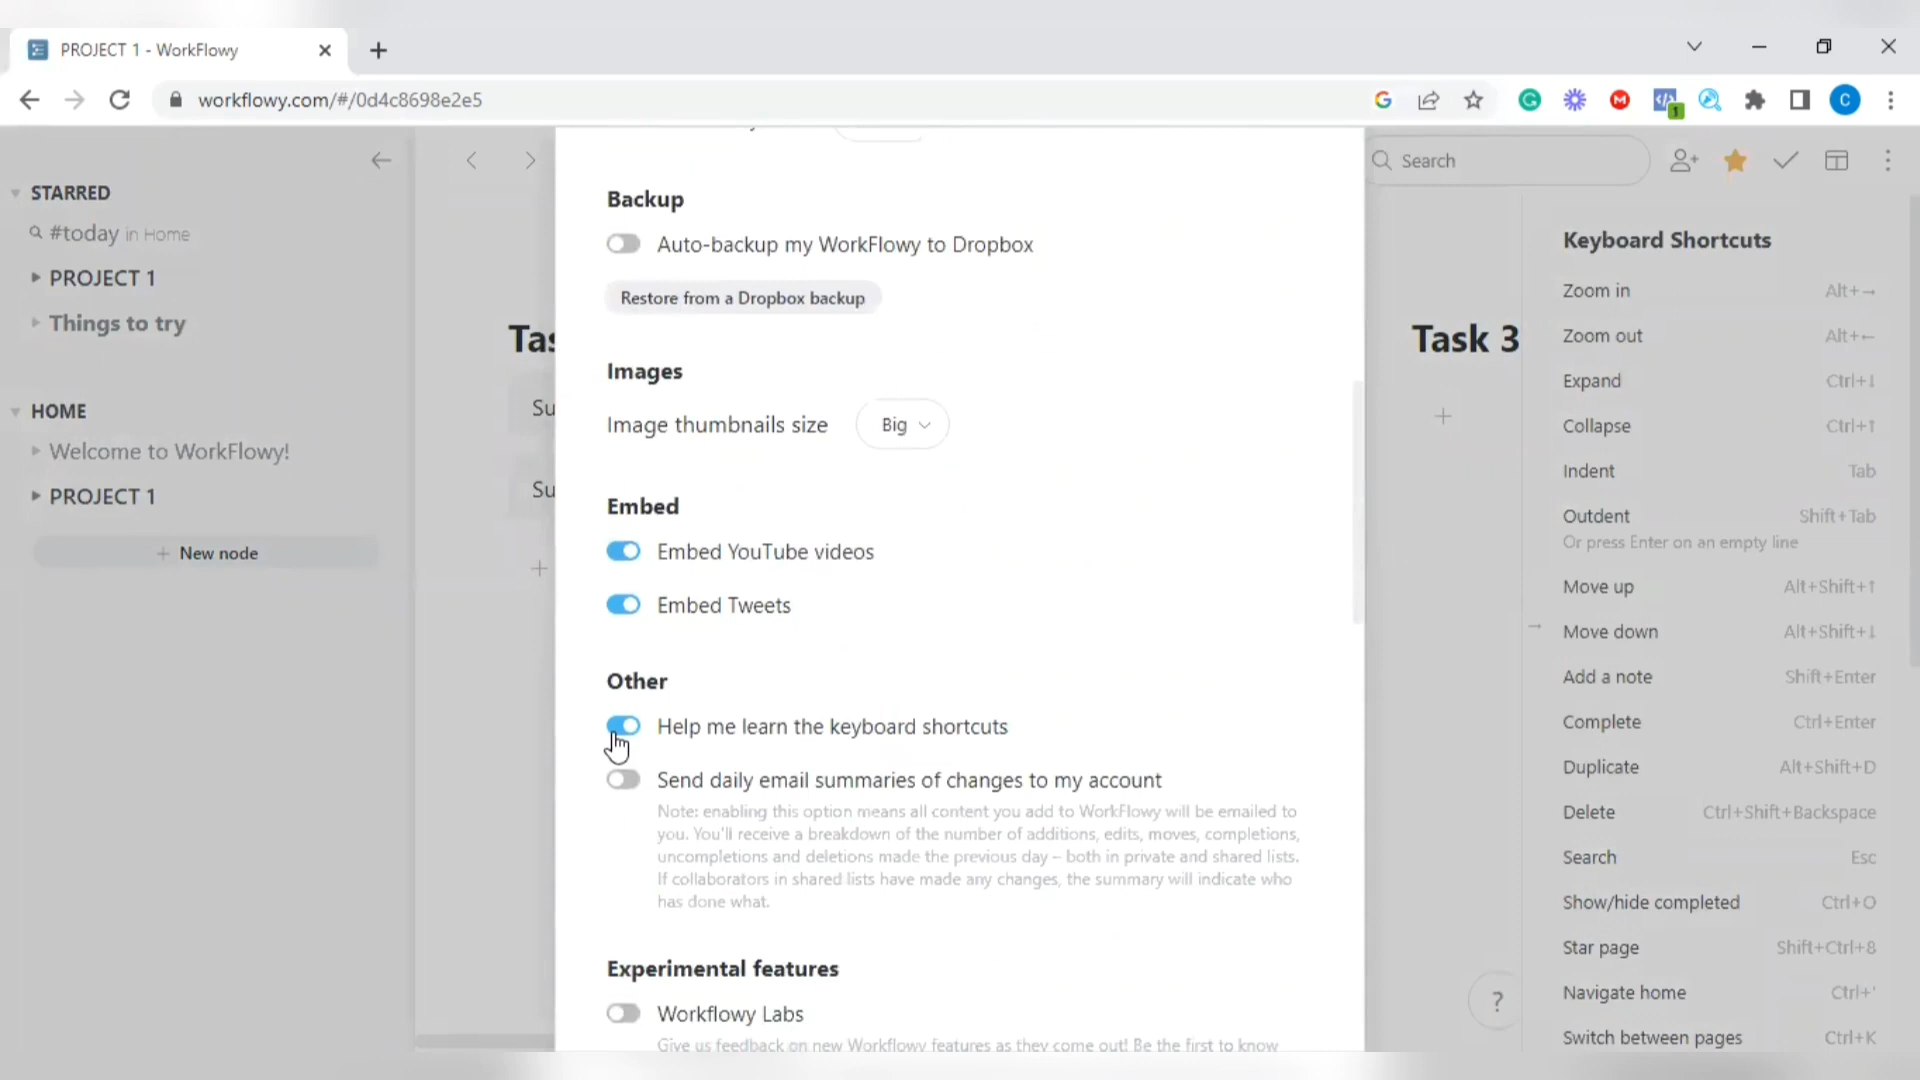 PROJECT 1 - WorkFlowy
workflowy.com/#/0d4c8698e2e5
1
C
STARRED
#today in Home
PROJECT 1
Things to try
HOME
Welcome to WorkFlowy!
PROJECT 1
+ New node
Tas
Su
Su
Backup
Auto-backup my WorkFlowy to Dropbox
Restore from a Dropbox backup
Images
Image thumbnails size Big
Embed
Embed YouTube videos
Embed Tweets
Other
Help me learn the keyboard shortcuts
Send daily email summaries of changes to my account
Note: enabling this option means all content you add to WorkFlowy will be emailed to
you. You'll receive a breakdown of the number of additions, edits, moves, completions,
uncompletions and deletions made the previous day – both in private and shared lists.
If collaborators in shared lists have made any changes, the summary will indicate who
has done what.
Experimental features
Workflowy Labs
Give us feedback on new Workflowy features as they come out! Be the first to know
Search
Task 3
Keyboard Shortcuts
Zoom in Alt+→
Zoom out Alt+←
Expand Ctrl+↓
Collapse Ctrl+↑
Indent Tab
Outdent Shift+Tab
Or press Enter on an empty line
Move up Alt+Shift+↑
Move down Alt+Shift+↓
Add a note Shift+Enter
Complete Ctrl+Enter
Duplicate Alt+Shift+D
Delete Ctrl+Shift+Backspace
Search Esc
Show/hide completed Ctrl+O
Star page Shift+Ctrl+8
Navigate home Ctrl+'
Switch between pages Ctrl+K
?